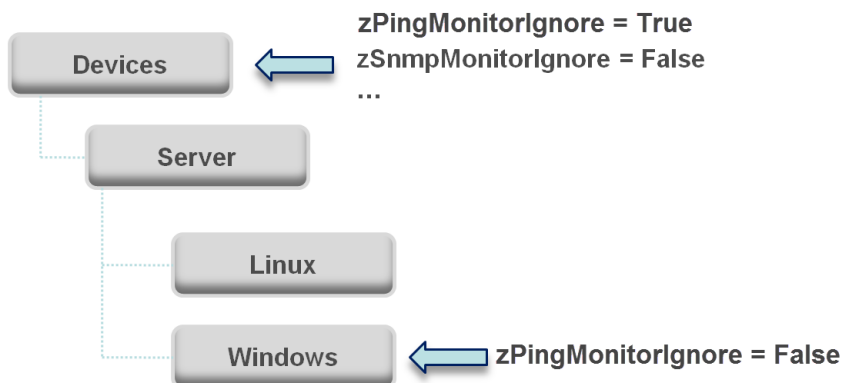 zPingMonitorIgnore = True
Devices
zSnmpMonitorIgnore = False
...
Server
Linux
Windows
zPingMonitorIgnore = False